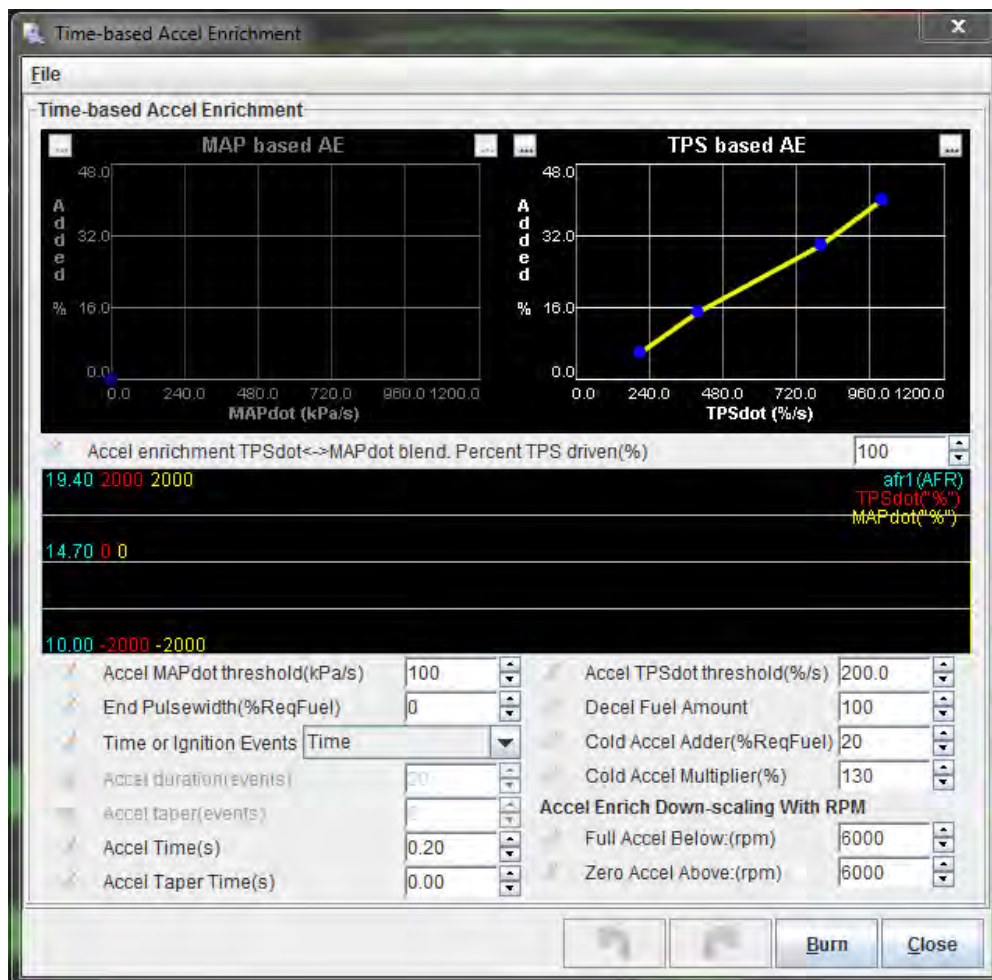 Time-based Accel Enrichment
File
Time-based Accel Enrichment
... MAP based AE ... ... TPS based AE ...
48.0
32.0
16.0
0.0
Added %
0.0 240.0 480.0 720.0 960.0 1200.0
MAPdot (kPa/s)
48.0
32.0
16.0
0.0
Added %
0.0 240.0 480.0 720.0 960.0 1200.0
TPSdot (%/s)
Accel enrichment TPSdot<->MAPdot blend. Percent TPS driven(%) 100
19.40 2000 2000 afr1(AFR)
TPSdot("%")
MAPdot("%")
14.70 0 0
10.00 -2000 -2000
Accel MAPdot threshold(kPa/s) 100
End Pulsewidth(%ReqFuel) 0
Time or Ignition Events Time
Accel duration(events) 20
Accel taper(events)
Accel Time(s) 0.20
Accel Taper Time(s) 0.00
Accel TPSdot threshold(%/s) 200.0
Decel Fuel Amount 100
Cold Accel Adder(%ReqFuel) 20
Cold Accel Multiplier(%) 130
Accel Enrich Down-scaling With RPM
Full Accel Below:(rpm) 6000
Zero Accel Above:(rpm) 6000
Burn Close